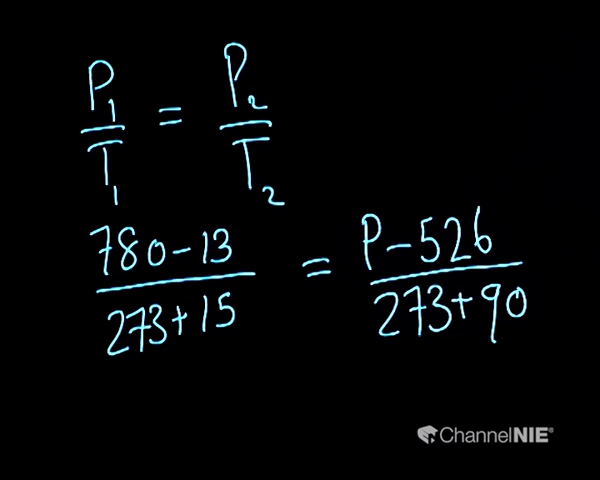 P₁/T₁ = P₂/T₂
780-13/273+15 = P-526/273+90
ChannelNIE®